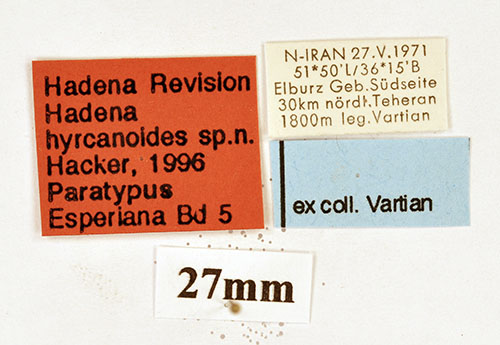 Hadena Revision
Hadena
hyrcanoides sp.n.
Hacker, 1996
Paratypus
Esperiana Bd 5
N-IRAN 27.V.1971
51*50'L/36*15'B
Elburz Geb.Südseite
30km nördt.Teheran
1800m leg.Vartian
ex coll. Vartian
27mm